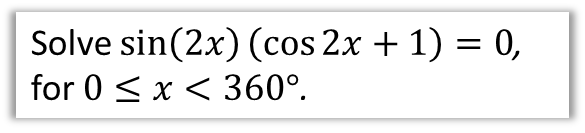 Solve sin(2x) (cos 2x + 1) = 0,
for 0 ≤ x < 360°.